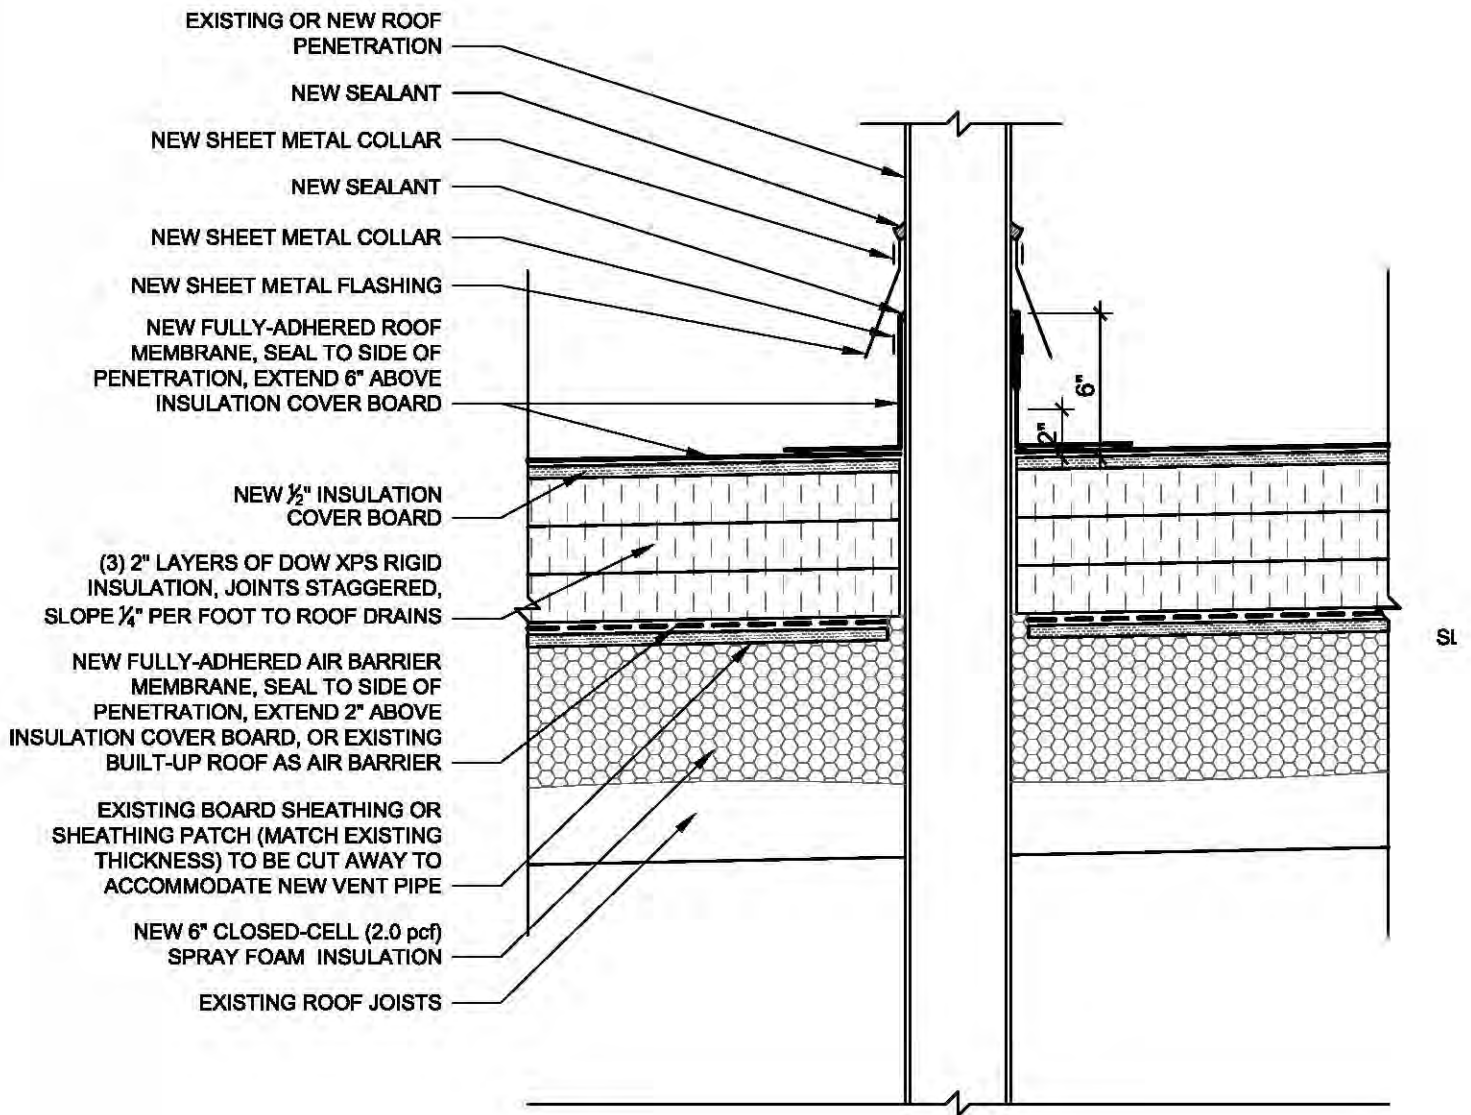 EXISTING OR NEW ROOF
PENETRATION
NEW SEALANT
NEW SHEET METAL COLLAR
NEW SEALANT
NEW SHEET METAL COLLAR
NEW SHEET METAL FLASHING
NEW FULLY-ADHERED ROOF
MEMBRANE, SEAL TO SIDE OF
PENETRATION, EXTEND 6" ABOVE
INSULATION COVER BOARD
NEW ½" INSULATION
COVER BOARD
(3) 2" LAYERS OF DOW XPS RIGID
INSULATION, JOINTS STAGGERED,
SLOPE ¼" PER FOOT TO ROOF DRAINS
NEW FULLY-ADHERED AIR BARRIER
MEMBRANE, SEAL TO SIDE OF
PENETRATION, EXTEND 2" ABOVE
INSULATION COVER BOARD, OR EXISTING
BUILT-UP ROOF AS AIR BARRIER
EXISTING BOARD SHEATHING OR
SHEATHING PATCH (MATCH EXISTING
THICKNESS) TO BE CUT AWAY TO
ACCOMMODATE NEW VENT PIPE
NEW 6" CLOSED-CELL (2.0 pcf)
SPRAY FOAM INSULATION
EXISTING ROOF JOISTS
2"
6"
SL